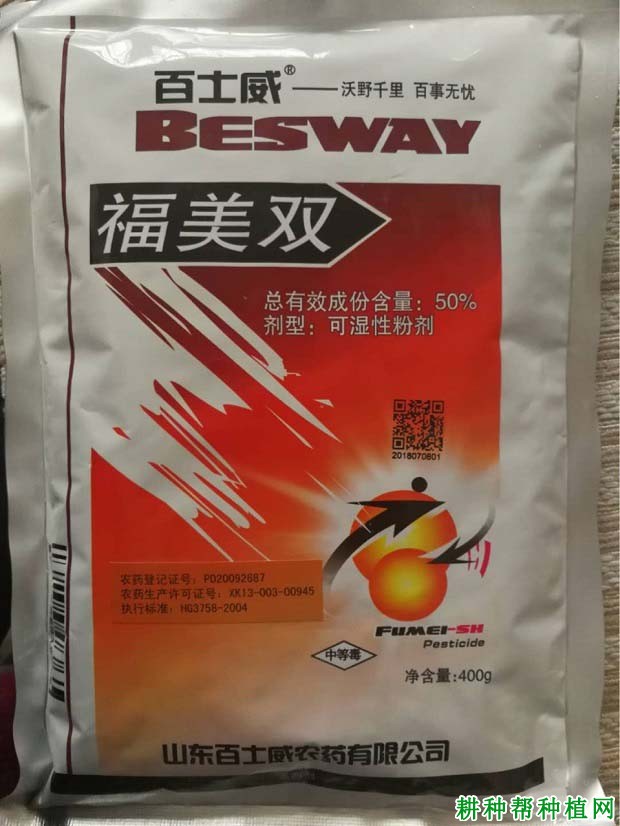 百士威®——沃野千里 百事无忧
BESWAY
福美双
总有效成份含量：50%
剂型：可湿性粉剂
2018070601
农药登记证号：PD20092687
农药生产许可证号：XK13-003-00945
执行标准：HG3758-2004
FUMEI-SH
Pesticide
中等毒
净含量:400g
山东百士威农药有限公司
耕种帮种植网